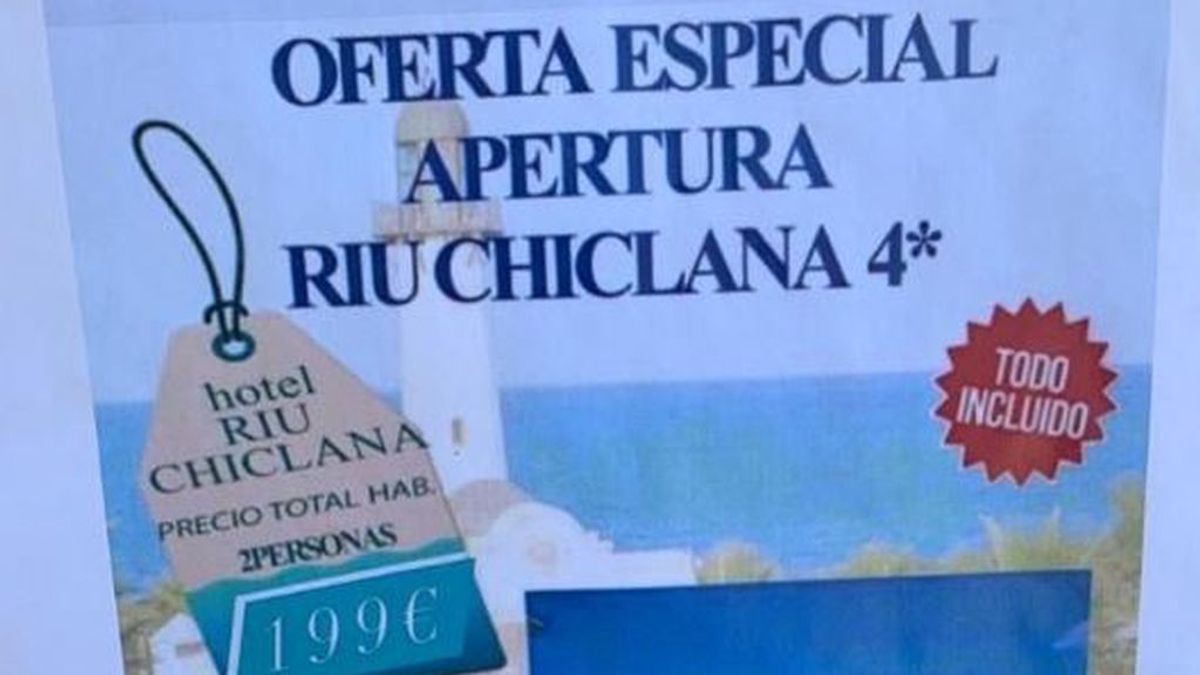 OFERTA ESPECIAL
APERTURA
RIU CHICLANA 4*
TODO
INCLUIDO
hotel
RIU
CHICLANA
PRECIO TOTAL HAB.
2PERSONAS
199€